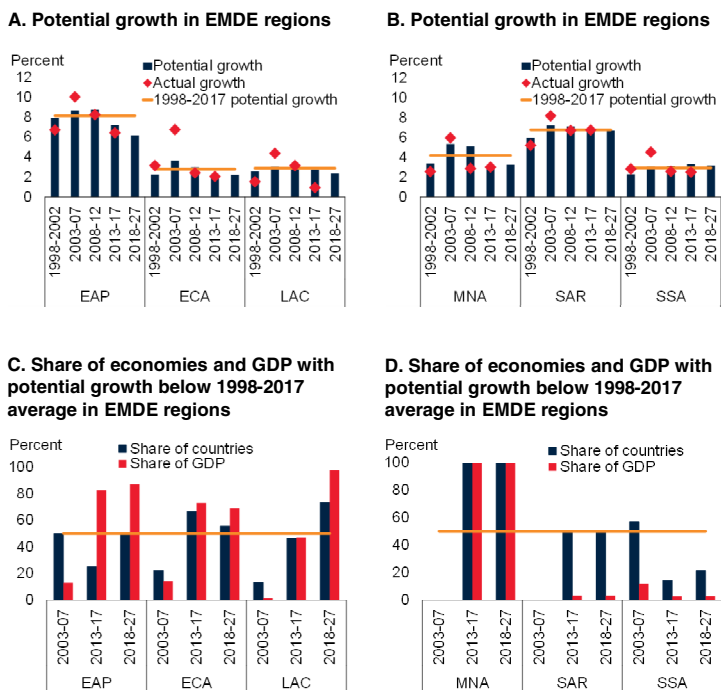 A. Potential growth in EMDE regions
Percent
Potential growth
Actual growth
1998-2017 potential growth
12
10
8
6
4
2
0
1998-2002
2003-07
2008-12
2013-17
2018-27
1998-2002
2003-07
2008-12
2013-17
2018-27
1998-2002
2003-07
2008-12
2013-17
2018-27
EAP ECA LAC
B. Potential growth in EMDE regions
Percent
Potential growth
Actual growth
1998-2017 potential growth
12
10
8
6
4
2
0
1998-2002
2003-07
2008-12
2013-17
2018-27
1998-2002
2003-07
2008-12
2013-17
2018-27
1998-2002
2003-07
2008-12
2013-17
2018-27
MNA SAR SSA
C. Share of economies and GDP with
potential growth below 1998-2017
average in EMDE regions
Percent
Share of countries
Share of GDP
100
80
60
40
20
0
2003-07
2013-17
2018-27
2003-07
2013-17
2018-27
2003-07
2013-17
2018-27
EAP ECA LAC
D. Share of economies and GDP with
potential growth below 1998-2017
average in EMDE regions
Percent
Share of countries
Share of GDP
100
80
60
40
20
0
2003-07
2013-17
2018-27
2003-07
2013-17
2018-27
2003-07
2013-17
2018-27
MNA SAR SSA